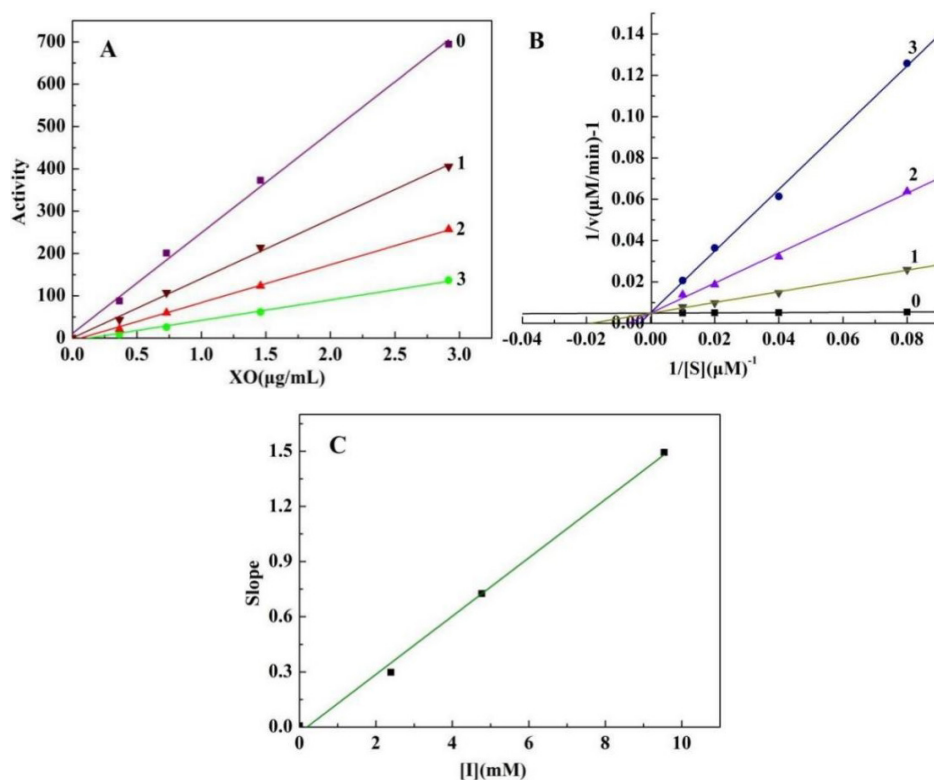 A
Activity
700
600
500
400
300
200
100
0
0
1
2
3
0.0 0.5 1.0 1.5 2.0 2.5 3.0
XO(μg/mL)
B
1/v(μM/min)-1
0.14
0.12
0.10
0.08
0.06
0.04
0.02
0.00
3
2
1
0
-0.04 -0.02 0.00 0.02 0.04 0.06 0.08
1/[S](μM)⁻¹
C
Slope
1.5
1.2
0.9
0.6
0.3
0.0
0 2 4 6 8 10
[I](mM)